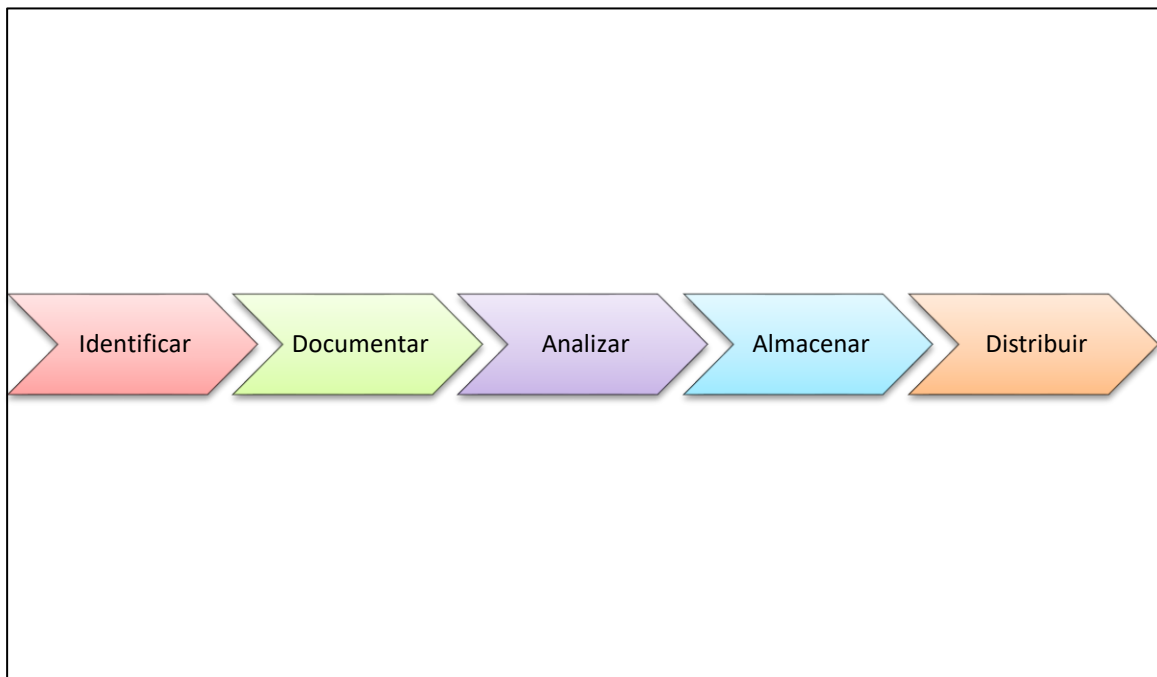 Identificar
Documentar
Analizar
Almacenar
Distribuir